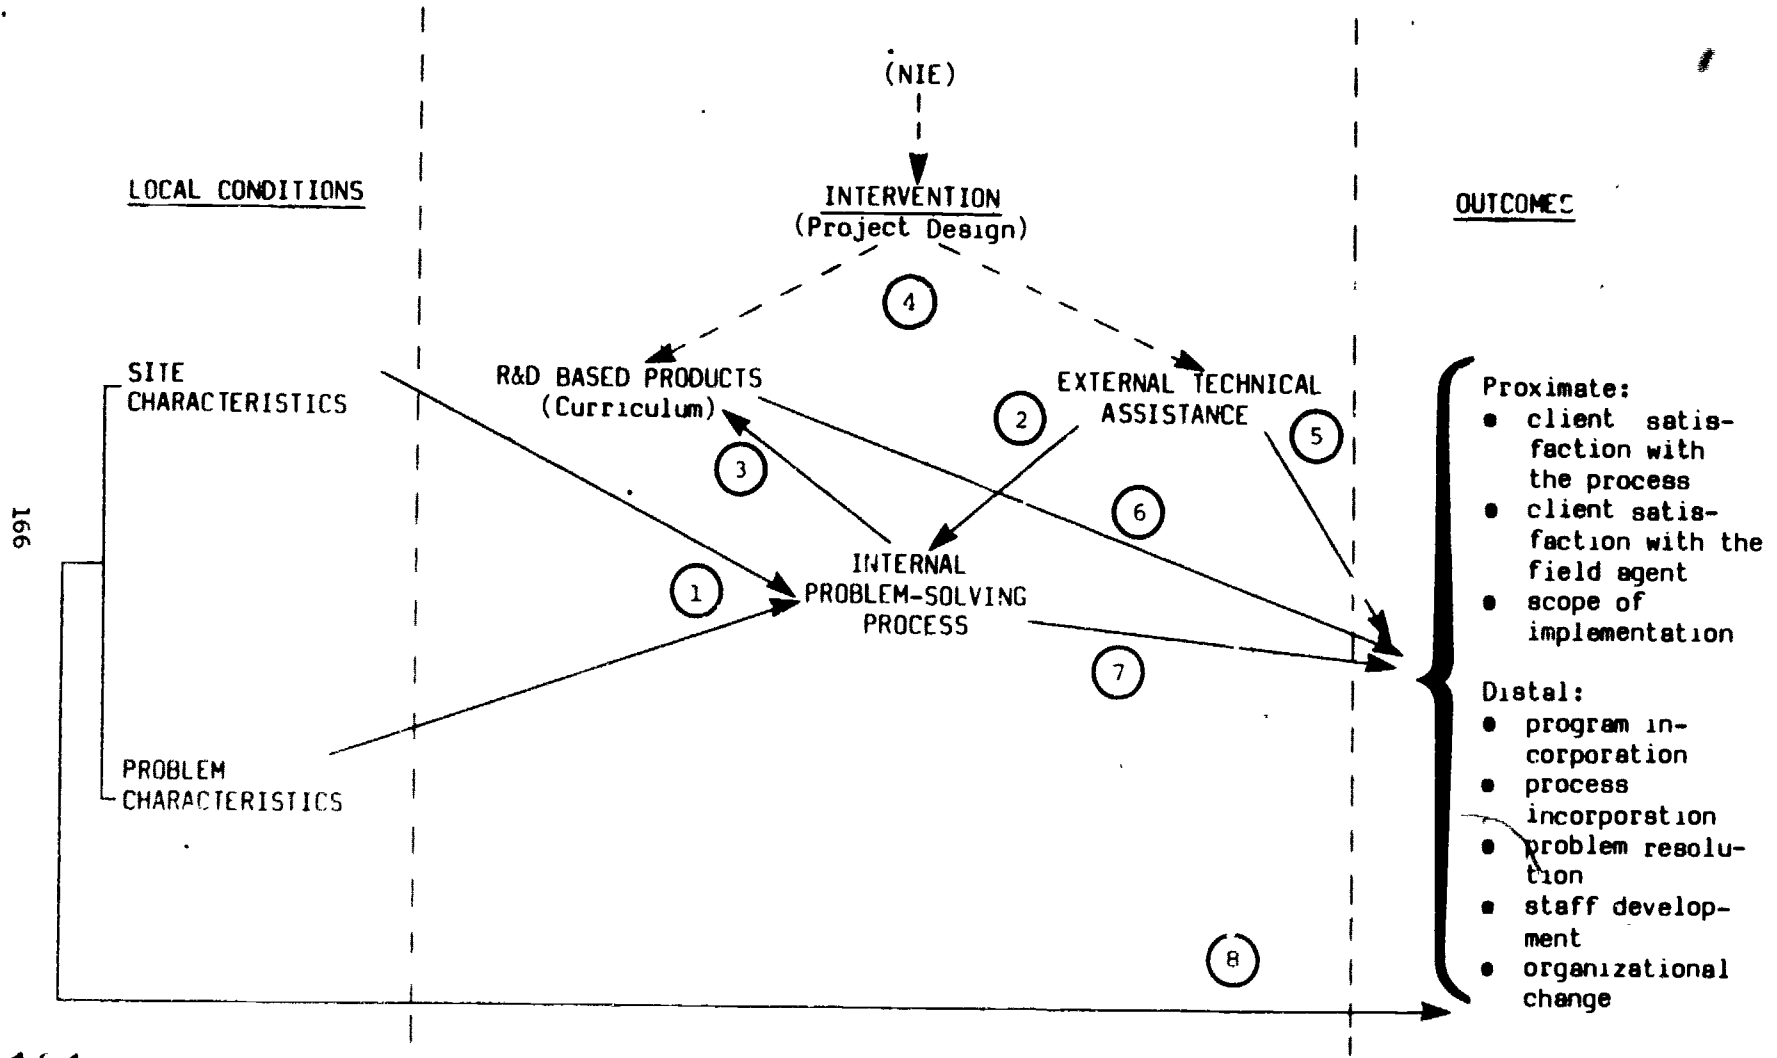 (NIE)
LOCAL CONDITIONS
INTERVENTION
(Project Design)
OUTCOMES
4
SITE
CHARACTERISTICS
R&D BASED PRODUCTS
(Curriculum)
EXTERNAL TECHNICAL
ASSISTANCE
2
5
3
6
INTERNAL
PROBLEM-SOLVING
PROCESS
1
7
PROBLEM
CHARACTERISTICS
8
Proximate:
• client satis-
faction with
the process
• client satis-
faction with the
field agent
• scope of
implementation
Distal:
• program in-
corporation
• process
incorporation
• problem resolu-
tion
• staff develop-
ment
• organizational
change
166